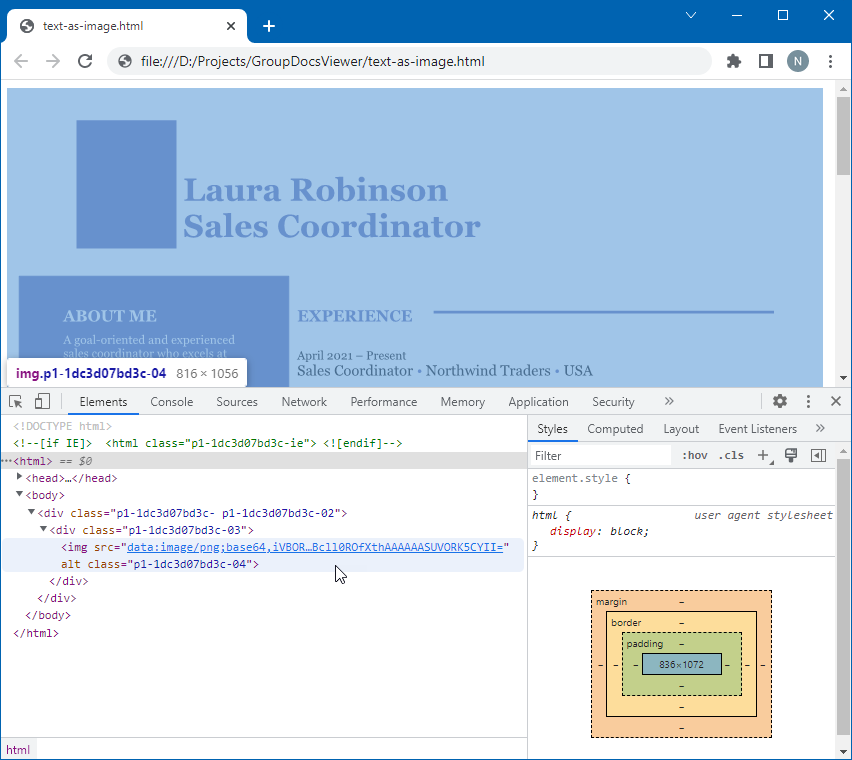 text-as-image.html
file:///D:/Projects/GroupDocsViewer/text-as-image.html
N
Laura Robinson
Sales Coordinator
ABOUT ME
A goal-oriented and experienced
sales coordinator who excels at
EXPERIENCE
April 2021 – Present
Sales Coordinator • Northwind Traders • USA
img.p1-1dc3d07bd3c-04 816 × 1056
Elements Console Sources Network Performance Memory Application Security »
<!DOCTYPE html>
<!--[if IE]> <html class="p1-1dc3d07bd3c-ie"> <![endif]-->
···<html> == $0
<head>…</head>
<body>
<div class="p1-1dc3d07bd3c- p1-1dc3d07bd3c-02">
<div class="p1-1dc3d07bd3c-03">
<img src="data:image/png;base64,iVBOR…Bcll0ROfXthAAAAAASUVORK5CYII="
alt class="p1-1dc3d07bd3c-04">
</div>
</div>
</body>
</html>
html
Styles Computed Layout Event Listeners »
Filter :hov .cls
element.style {
}
html { user agent stylesheet
display: block;
}
margin –
border –
padding –
– – – 836×1072 – – –
–
–
–